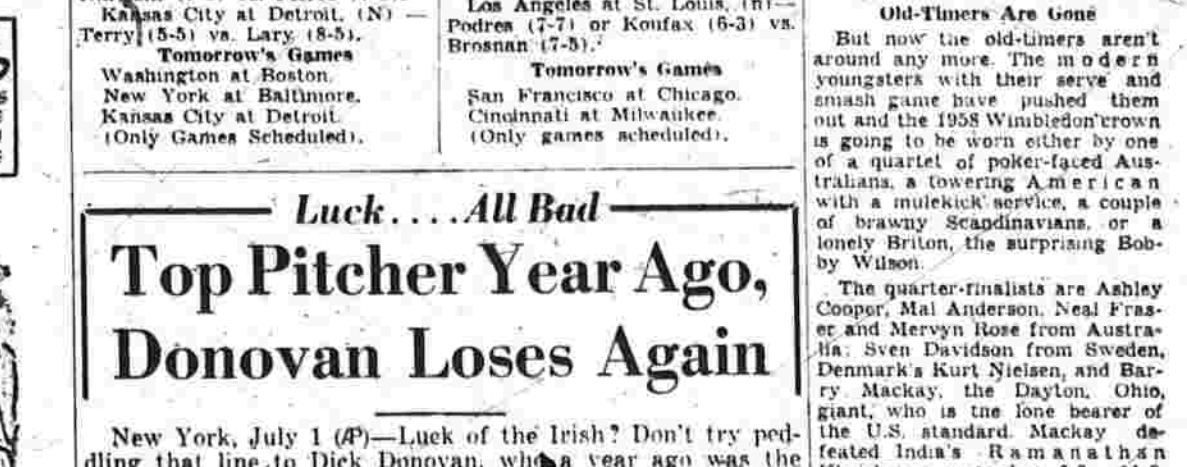 Kansas City at Detroit. (N) —
Terry (5-5) vs. Lary (8-5).
Tomorrow's Games
Washington at Boston.
New York at Baltimore.
Kansas City at Detroit.
(Only Games Scheduled).
Los Angeles at St. Louis, (n)—
Podres (7-7) or Koufax (6-3) vs.
Brosnan (7-5).
Tomorrow's Games
San Francisco at Chicago.
Cincinnati at Milwaukee.
(Only games scheduled).
Luck....All Bad
Top Pitcher Year Ago,
Donovan Loses Again
New York, July 1 (AP)—Luck of the Irish? Don't try ped-
dling that line to Dick Donovan, who a year ago was the
Old-Timers Are Gone
But now the old-timers aren't
around any more. The modern
youngsters with their serve and
smash game have pushed them
out and the 1958 Wimbledon crown
is going to be worn either by one
of a quartet of poker-faced Aus-
tralians, a towering American
with a mulekick service, a couple
of brawny Scandinavians, or a
lonely Briton, the surprising Bob-
by Wilson.
The quarter-finalists are Ashley
Cooper, Mal Anderson, Neal Fras-
er and Mervyn Rose from Austra-
lia; Sven Davidson from Sweden,
Denmark's Kurt Nielsen, and Bar-
ry Mackay, the Dayton, Ohio,
giant, who is the lone bearer of
the U.S. standard. Mackay de-
feated India's Ramanathan